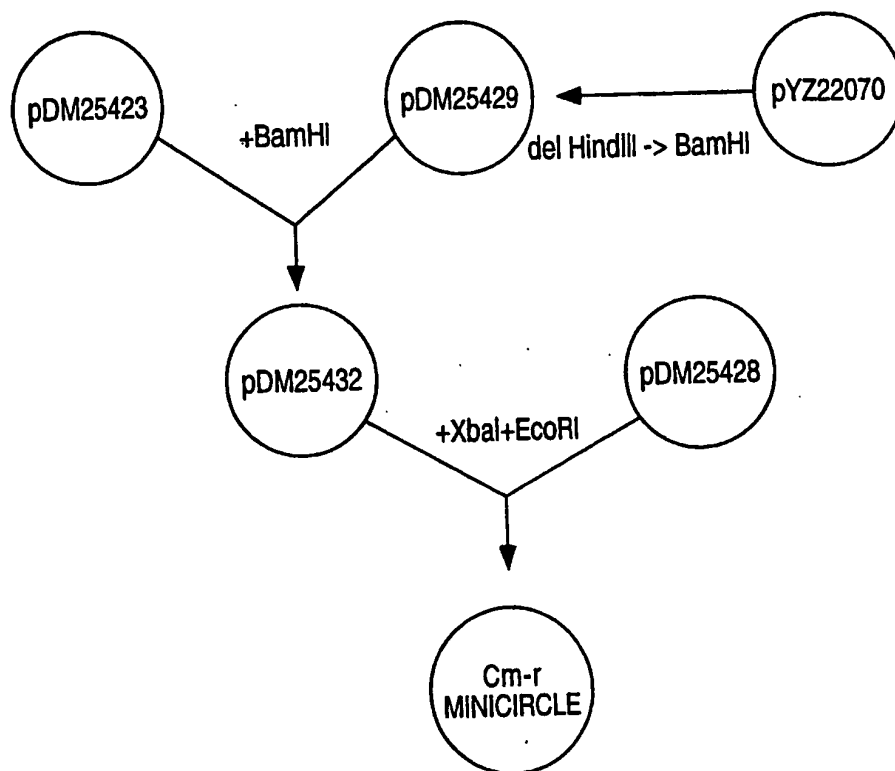 pDM25423
pDM25429
pYZ22070
+BamHI
del HindIII -> BamHI
pDM25432
pDM25428
+XbaI+EcoRI
Cm-r
MINICIRCLE